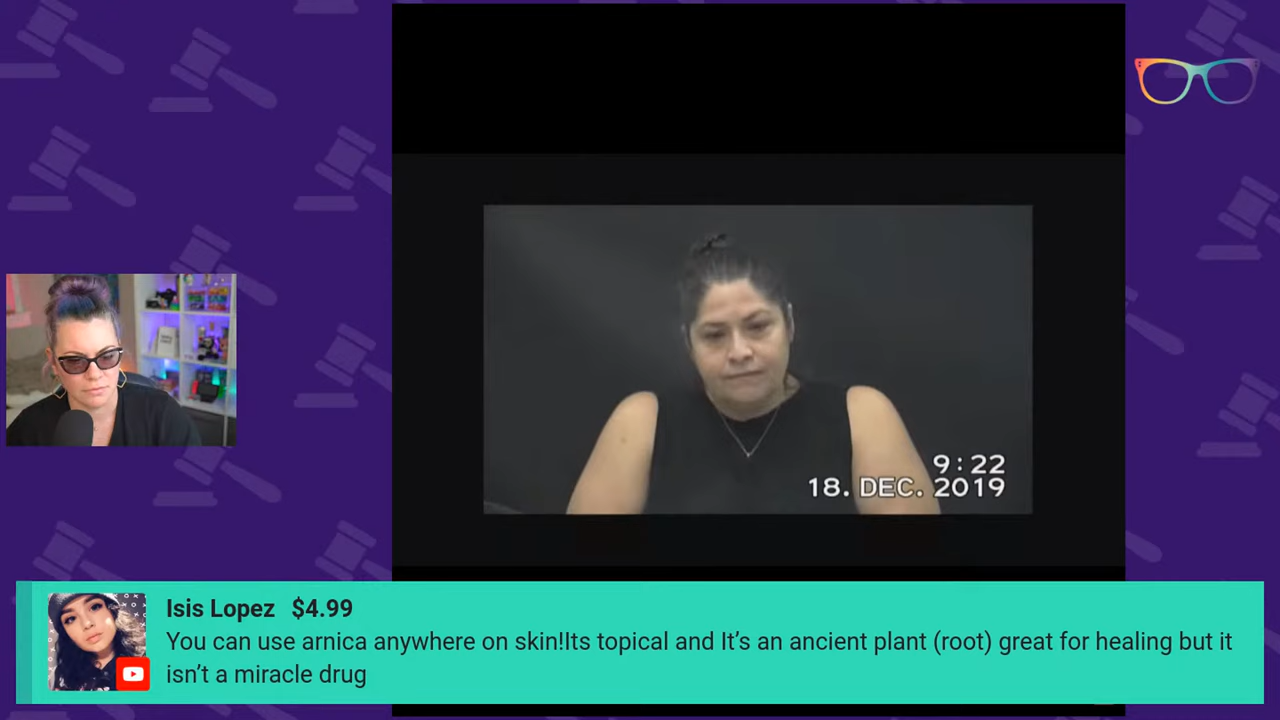 9:22
18. DEC. 2019
Isis Lopez $4.99
You can use arnica anywhere on skin!Its topical and It’s an ancient plant (root) great for healing but it
isn’t a miracle drug